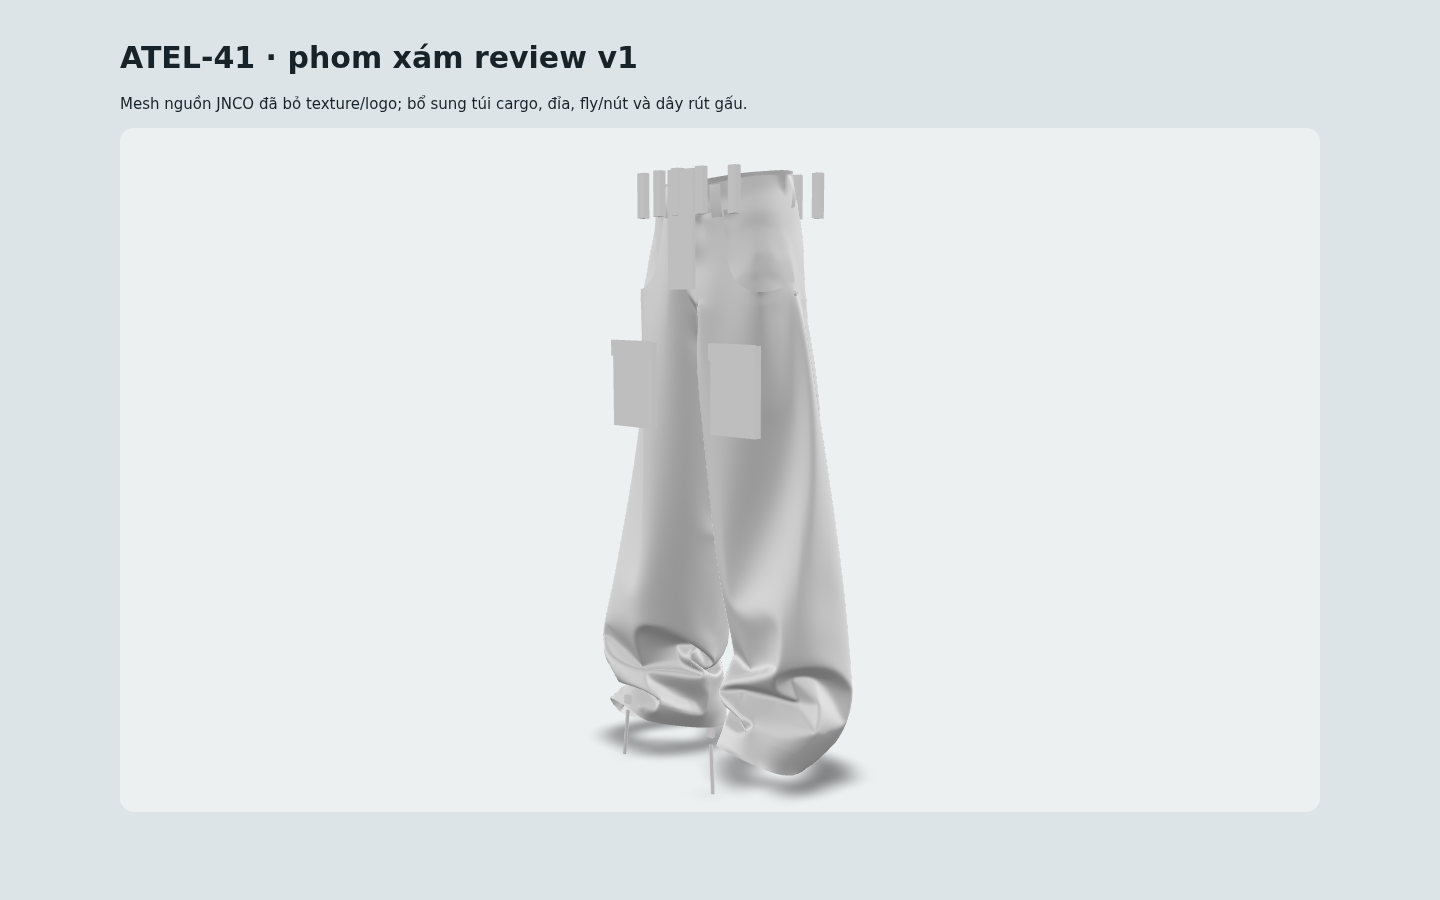 ATEL-41 · phom xám review v1
Mesh nguồn JNCO đã bỏ texture/logo; bổ sung túi cargo, đỉa, fly/nút và dây rút gấu.